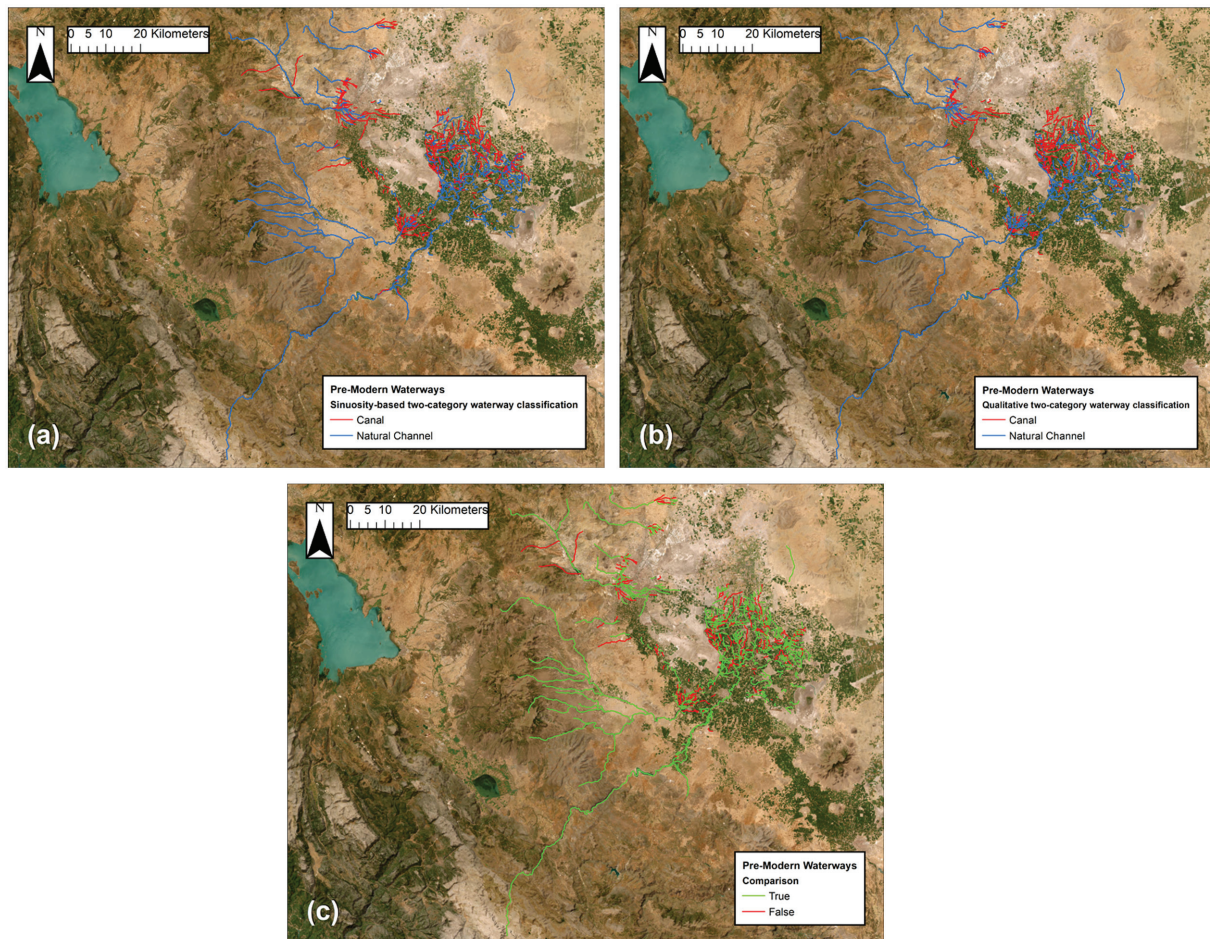 N
0 5 10 20 Kilometers
Pre-Modern Waterways
Sinuosity-based two-category waterway classification
Canal
Natural Channel
(a)
N
0 5 10 20 Kilometers
Pre-Modern Waterways
Qualitative two-category waterway classification
Canal
Natural Channel
(b)
N
0 5 10 20 Kilometers
Pre-Modern Waterways
Comparison
True
False
(c)